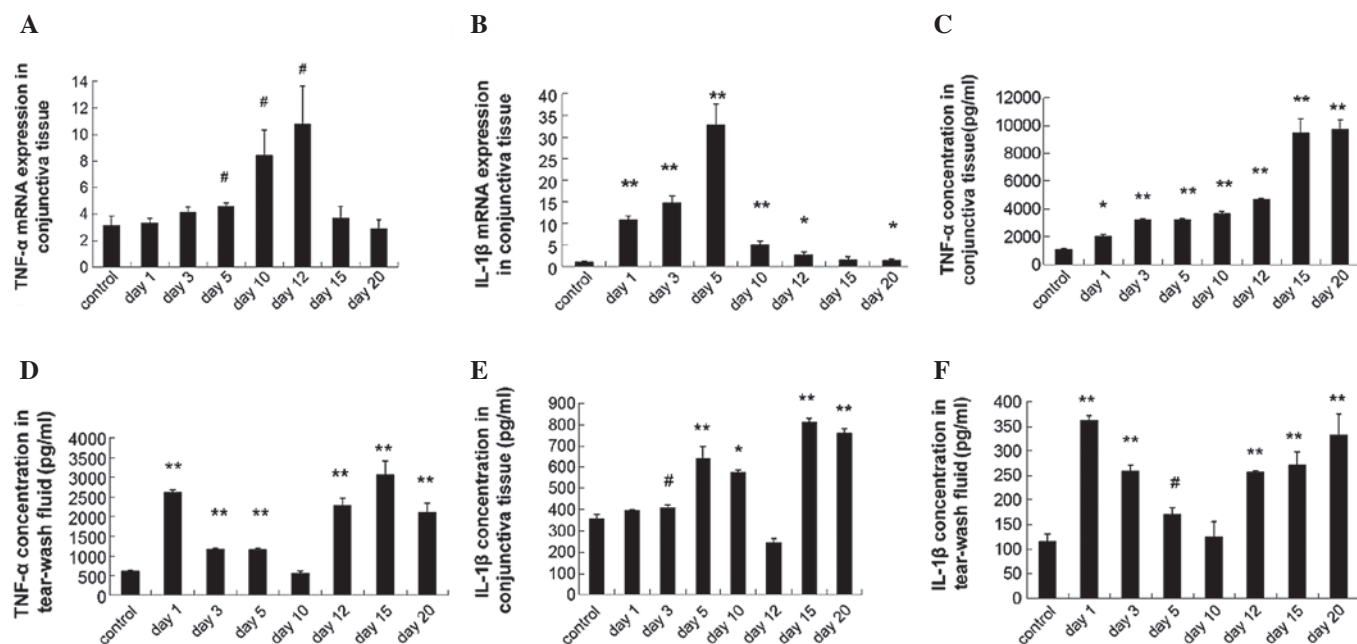 A
TNF-α mRNA expression in
conjunctiva tissue
14
12
10
8
6
4
2
0
#
#
#
control
day 1
day 3
day 5
day 10
day 12
day 15
day 20
B
IL-1β mRNA expression
in conjunctiva tissue
40
35
30
25
20
15
10
5
0
**
**
**
**
*
*
control
day 1
day 3
day 5
day 10
day 12
day 15
day 20
C
TNF-α concentration in
conjunctiva tissue(pg/ml)
12000
10000
8000
6000
4000
2000
0
*
**
**
**
**
**
**
control
day 1
day 3
day 5
day 10
day 12
day 15
day 20
D
TNF-α concentration in
tear-wash fluid (pg/ml)
4000
3500
3000
2500
2000
1500
1000
500
0
**
**
**
**
**
**
control
day 1
day 3
day 5
day 10
day 12
day 15
day 20
E
IL-1β concentration in
conjunctiva tissue (pg/ml)
900
800
700
600
500
400
300
200
100
0
#
**
*
**
**
control
day 1
day 3
day 5
day 10
day 12
day 15
day 20
F
IL-1β concentration in
tear-wash fluid (pg/ml)
400
350
300
250
200
150
100
50
0
**
**
#
**
**
**
control
day 1
day 3
day 5
day 10
day 12
day 15
day 20